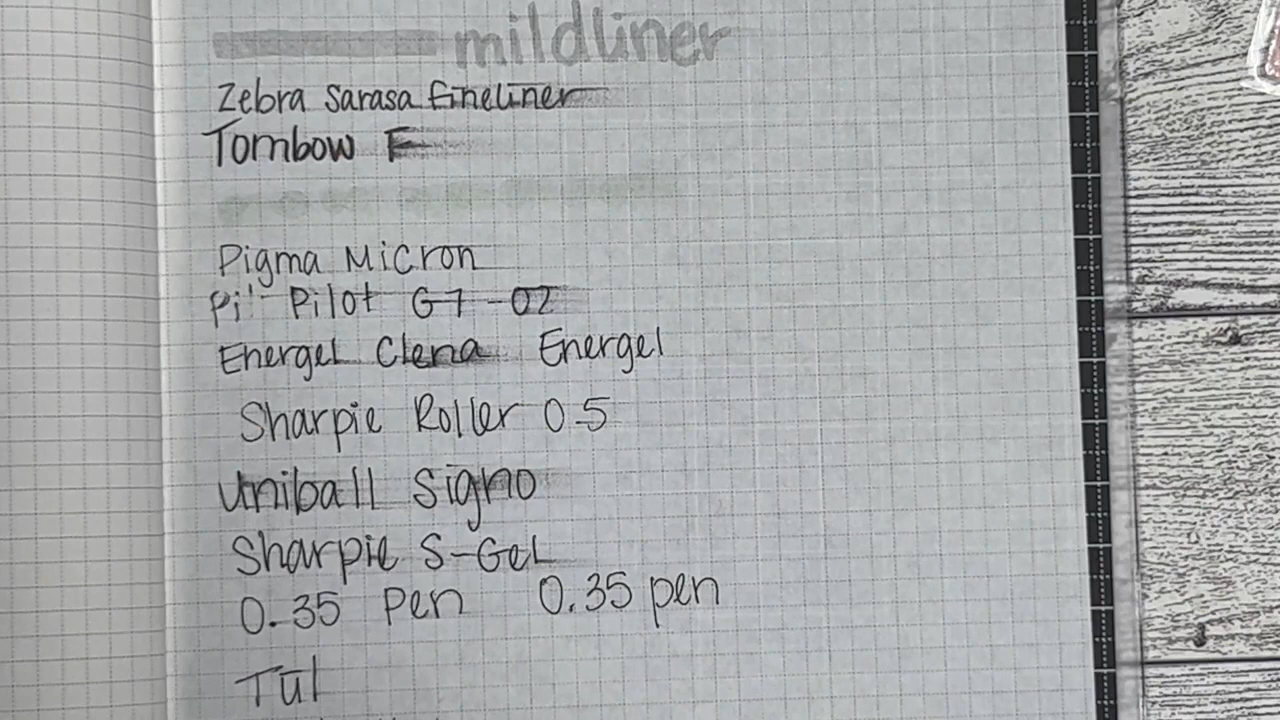 mildliner
Zebra Sarasa fineliner
Tombow F
Pigma Micron
Pi'- Pilot G7-02
Energel Clena Energel
Sharpie Roller 0.5
Uniball Signo
Sharpie S-Gel
0.35 Pen 0.35 pen
Tul